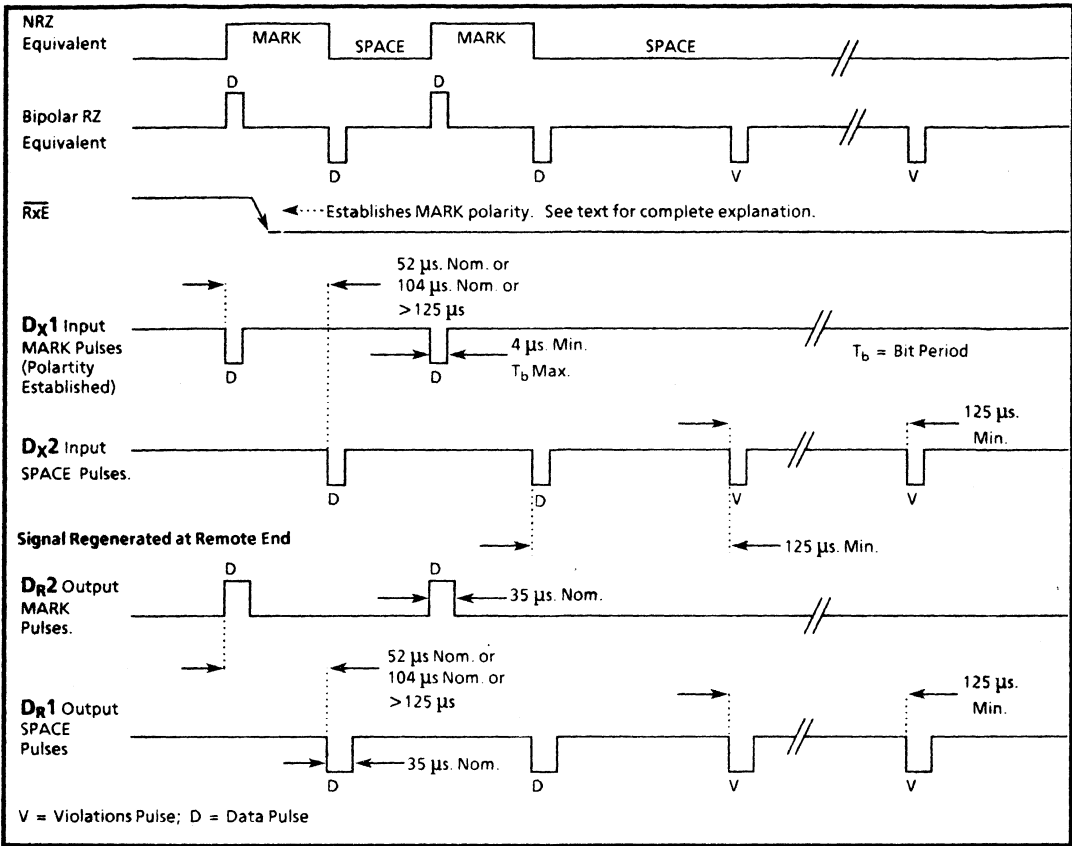 NRZ
Equivalent
MARK SPACE MARK SPACE
D D
Bipolar RZ
Equivalent
D D V V
RxE
Establishes MARK polarity. See text for complete explanation.
52 µs. Nom. or
104 µs. Nom. or
>125 µs
DX1 Input
MARK Pulses
(Polartity
Established)
D D
4 µs. Min.
Tb Max.
Tb = Bit Period
125 µs.
Min.
DX2 Input
SPACE Pulses.
D D V V
125 µs. Min.
Signal Regenerated at Remote End
D D
DR2 Output
MARK
Pulses.
35 µs. Nom.
52 µs Nom. or
104 µs Nom. or
>125 µs
125 µs.
Min.
DR1 Output
SPACE
Pulses
35 µs. Nom.
D D V V
V = Violations Pulse; D = Data Pulse